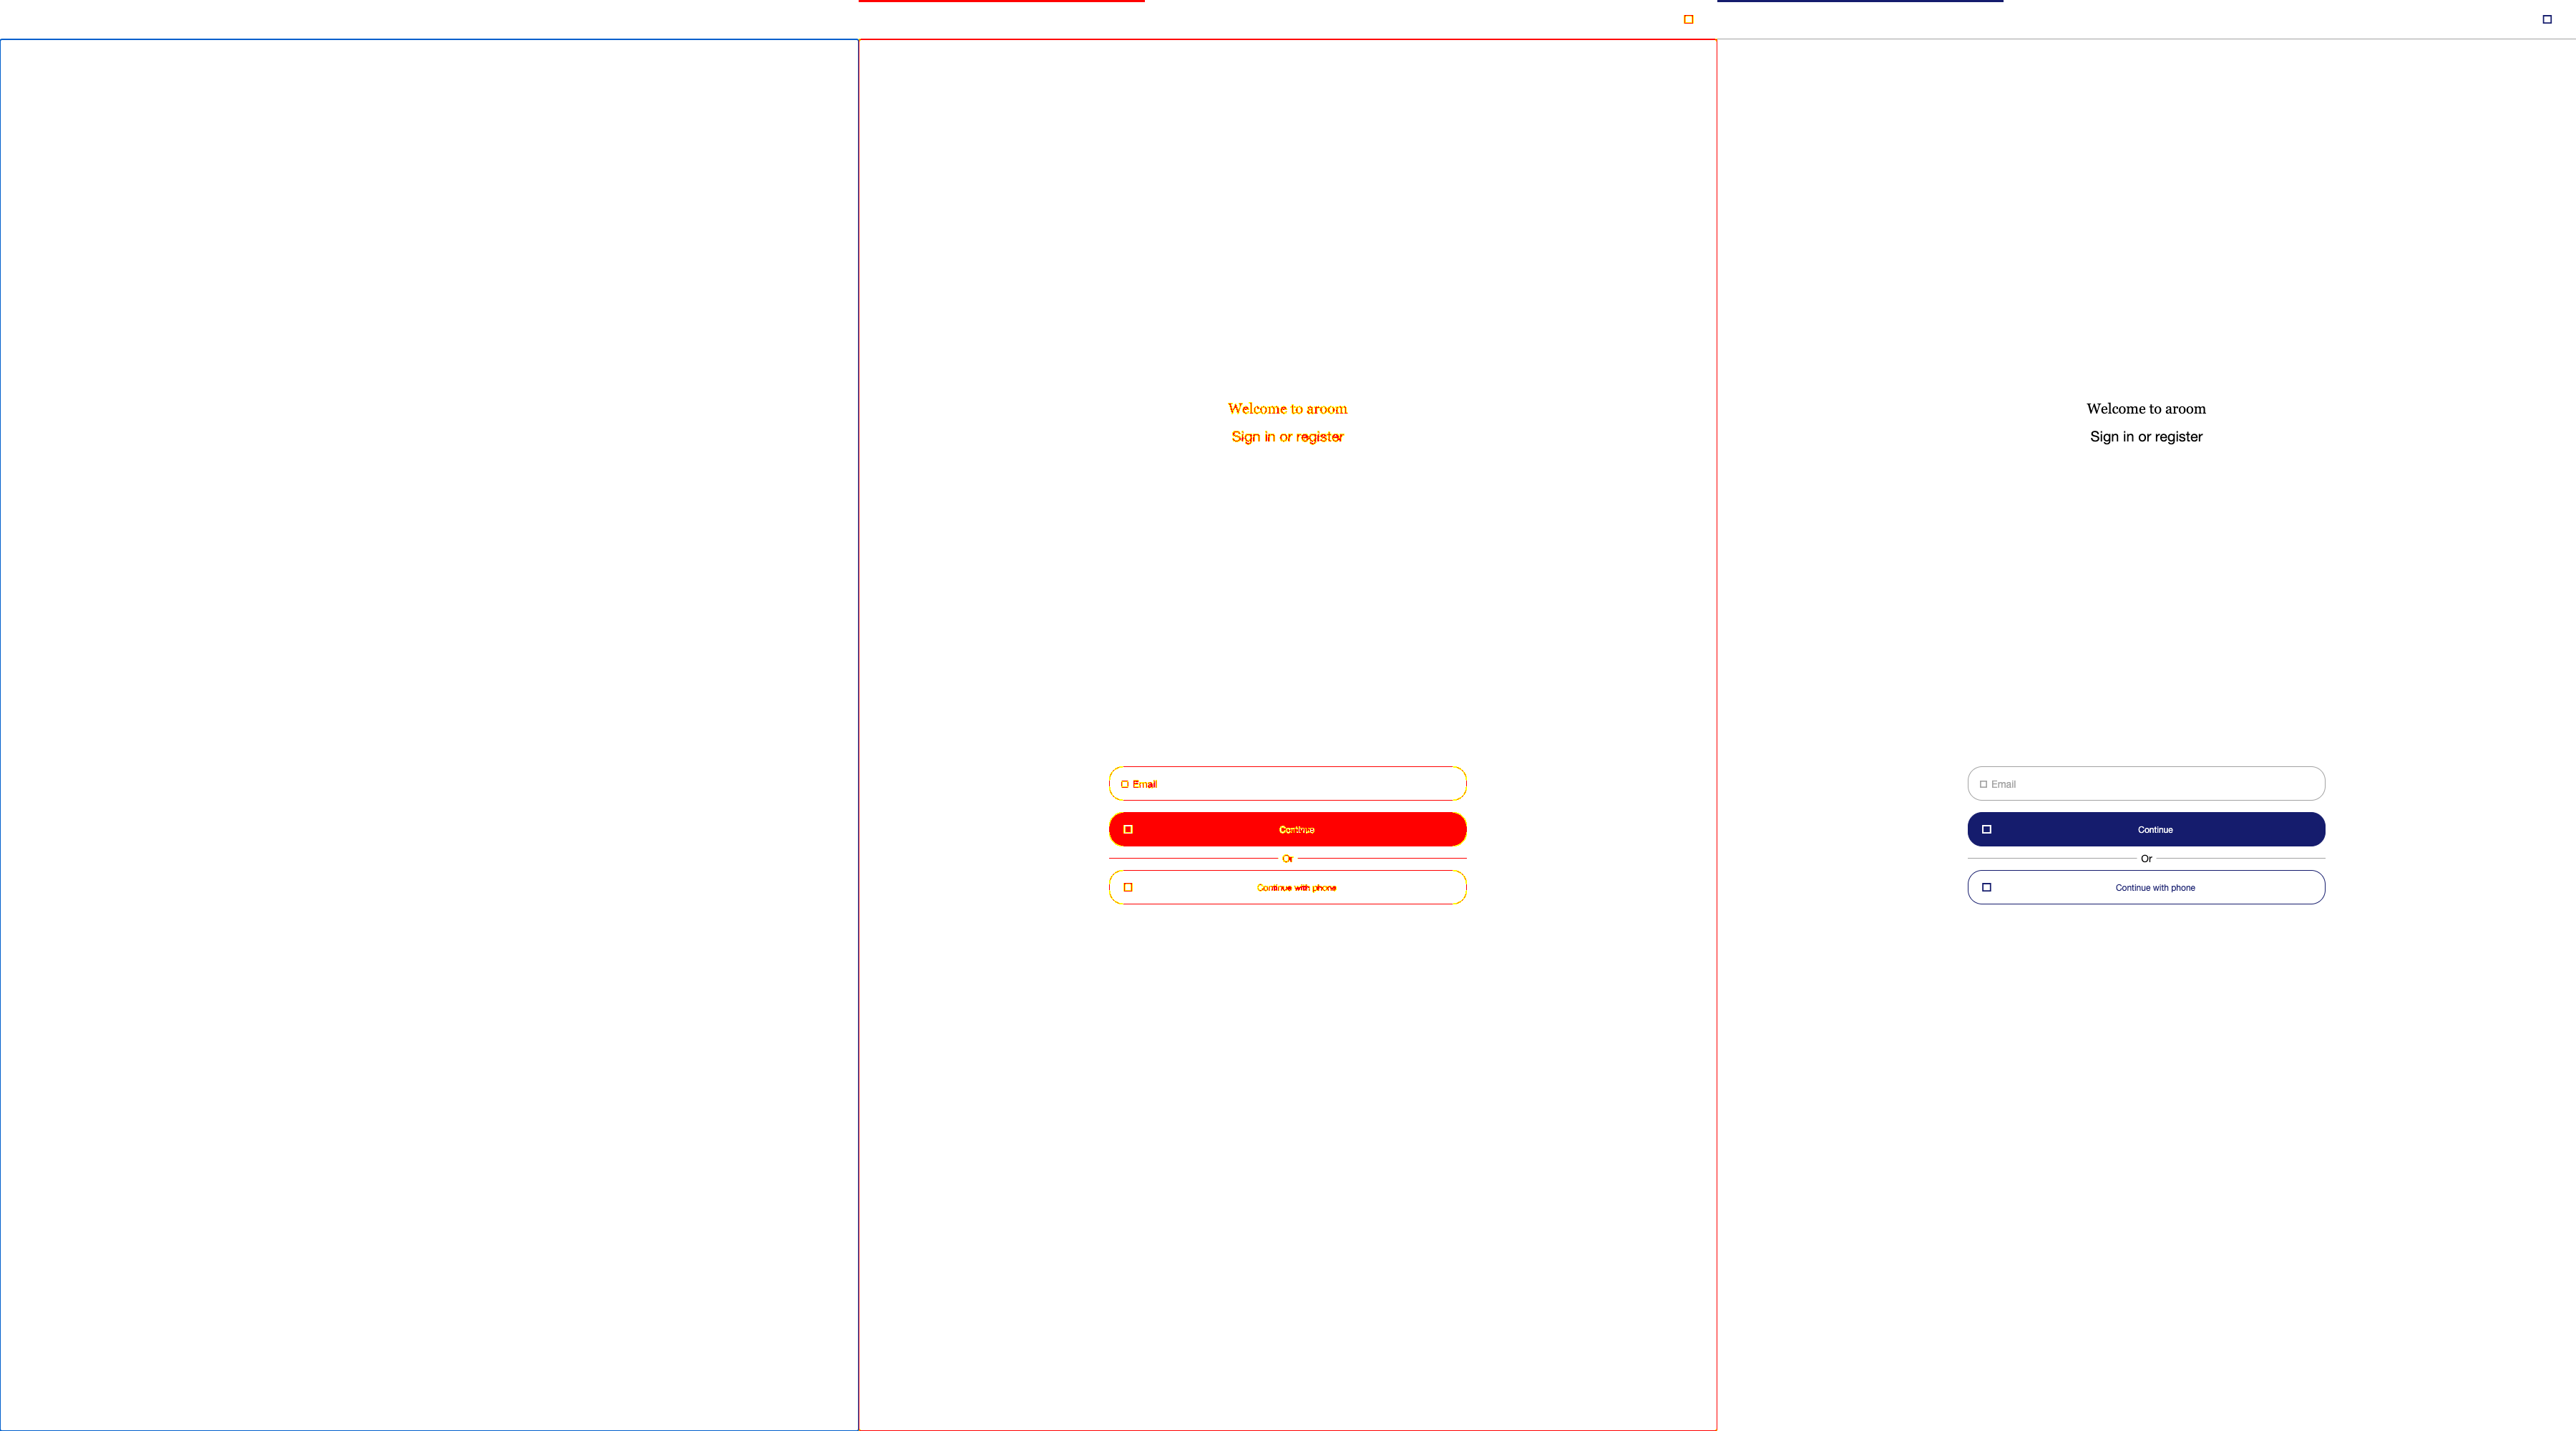 Welcome to aroom
Sign in or register
Email
Continue
Or
Continue with phone
Welcome to aroom
Sign in or register
Email
Continue
Or
Continue with phone